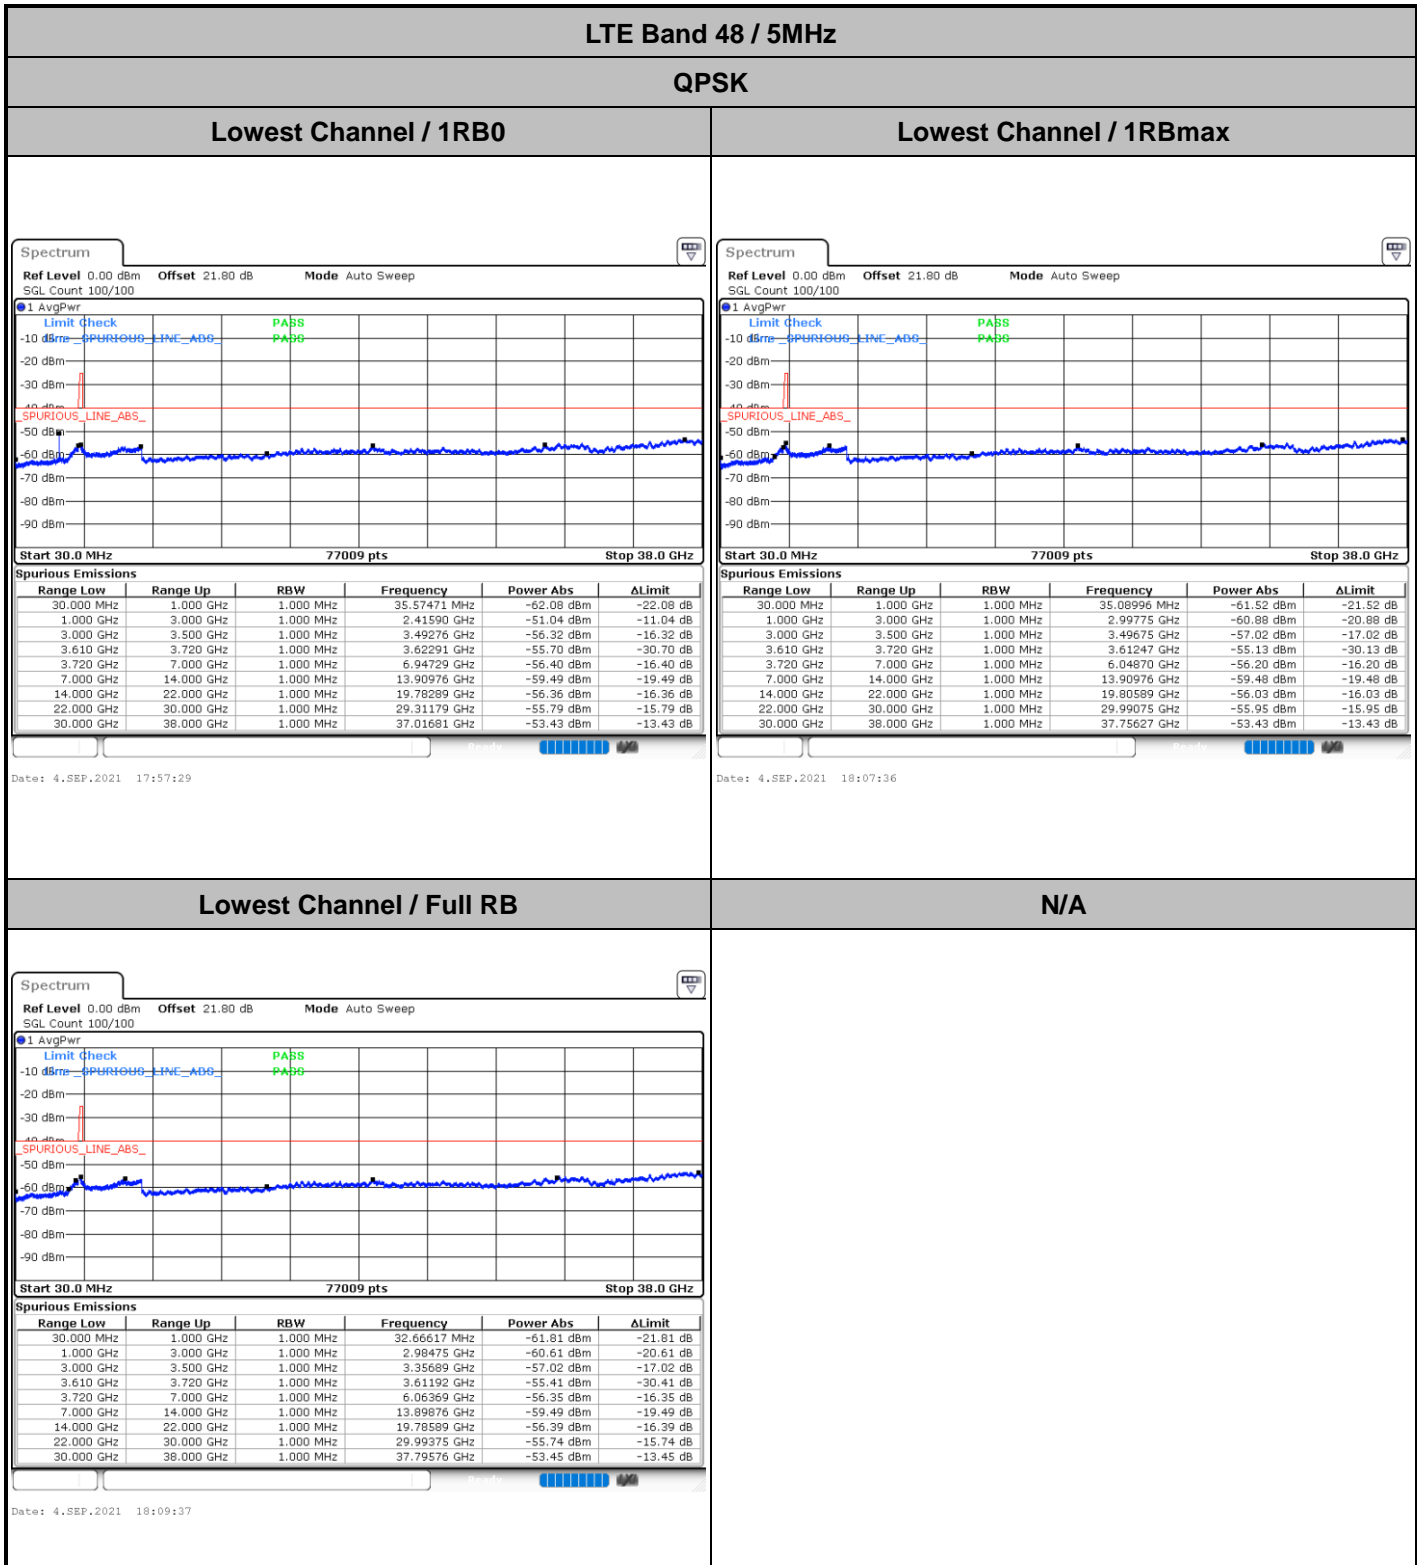 LTE Band 48 / 5MHz
QPSK
Lowest Channel / 1RB0
Lowest Channel / 1RBmax
Spectrum
Ref Level 0.00 dBm Offset 21.80 dB Mode Auto Sweep
SGL Count 100/100
1 AvgPwr
Limit Check PASS
_SPURIOUS_LINE_ABS_ PASS
-10 dBm
-20 dBm
-30 dBm
-40 dBm
_SPURIOUS_LINE_ABS_
-50 dBm
-60 dBm
-70 dBm
-80 dBm
-90 dBm
Start 30.0 MHz 77009 pts Stop 38.0 GHz
Spurious Emissions
Range Low Range Up RBW Frequency Power Abs ΔLimit
30.000 MHz 1.000 GHz 1.000 MHz 35.57471 MHz -62.08 dBm -22.08 dB
1.000 GHz 3.000 GHz 1.000 MHz 2.41590 GHz -51.04 dBm -11.04 dB
3.000 GHz 3.500 GHz 1.000 MHz 3.49276 GHz -56.32 dBm -16.32 dB
3.610 GHz 3.720 GHz 1.000 MHz 3.62291 GHz -55.70 dBm -30.70 dB
3.720 GHz 7.000 GHz 1.000 MHz 6.94729 GHz -56.40 dBm -16.40 dB
7.000 GHz 14.000 GHz 1.000 MHz 13.90976 GHz -59.49 dBm -19.49 dB
14.000 GHz 22.000 GHz 1.000 MHz 19.78289 GHz -56.36 dBm -16.36 dB
22.000 GHz 30.000 GHz 1.000 MHz 29.31179 GHz -55.79 dBm -15.79 dB
30.000 GHz 38.000 GHz 1.000 MHz 37.01681 GHz -53.43 dBm -13.43 dB
Ready
Date: 4.SEP.2021 17:57:29
Spectrum
Ref Level 0.00 dBm Offset 21.80 dB Mode Auto Sweep
SGL Count 100/100
1 AvgPwr
Limit Check PASS
_SPURIOUS_LINE_ABS_ PASS
-10 dBm
-20 dBm
-30 dBm
-40 dBm
_SPURIOUS_LINE_ABS_
-50 dBm
-60 dBm
-70 dBm
-80 dBm
-90 dBm
Start 30.0 MHz 77009 pts Stop 38.0 GHz
Spurious Emissions
Range Low Range Up RBW Frequency Power Abs ΔLimit
30.000 MHz 1.000 GHz 1.000 MHz 35.08996 MHz -61.52 dBm -21.52 dB
1.000 GHz 3.000 GHz 1.000 MHz 2.99775 GHz -60.88 dBm -20.88 dB
3.000 GHz 3.500 GHz 1.000 MHz 3.49675 GHz -57.02 dBm -17.02 dB
3.610 GHz 3.720 GHz 1.000 MHz 3.61247 GHz -55.13 dBm -30.13 dB
3.720 GHz 7.000 GHz 1.000 MHz 6.04870 GHz -56.20 dBm -16.20 dB
7.000 GHz 14.000 GHz 1.000 MHz 13.90976 GHz -59.48 dBm -19.48 dB
14.000 GHz 22.000 GHz 1.000 MHz 19.80589 GHz -56.03 dBm -16.03 dB
22.000 GHz 30.000 GHz 1.000 MHz 29.99075 GHz -55.95 dBm -15.95 dB
30.000 GHz 38.000 GHz 1.000 MHz 37.75627 GHz -53.43 dBm -13.43 dB
Ready
Date: 4.SEP.2021 18:07:36
Lowest Channel / Full RB
N/A
Spectrum
Ref Level 0.00 dBm Offset 21.80 dB Mode Auto Sweep
SGL Count 100/100
1 AvgPwr
Limit Check PASS
_SPURIOUS_LINE_ABS_ PASS
-10 dBm
-20 dBm
-30 dBm
-40 dBm
_SPURIOUS_LINE_ABS_
-50 dBm
-60 dBm
-70 dBm
-80 dBm
-90 dBm
Start 30.0 MHz 77009 pts Stop 38.0 GHz
Spurious Emissions
Range Low Range Up RBW Frequency Power Abs ΔLimit
30.000 MHz 1.000 GHz 1.000 MHz 32.66617 MHz -61.81 dBm -21.81 dB
1.000 GHz 3.000 GHz 1.000 MHz 2.98475 GHz -60.61 dBm -20.61 dB
3.000 GHz 3.500 GHz 1.000 MHz 3.35689 GHz -57.02 dBm -17.02 dB
3.610 GHz 3.720 GHz 1.000 MHz 3.61192 GHz -55.41 dBm -30.41 dB
3.720 GHz 7.000 GHz 1.000 MHz 6.06369 GHz -56.35 dBm -16.35 dB
7.000 GHz 14.000 GHz 1.000 MHz 13.89876 GHz -59.49 dBm -19.49 dB
14.000 GHz 22.000 GHz 1.000 MHz 19.78589 GHz -56.39 dBm -16.39 dB
22.000 GHz 30.000 GHz 1.000 MHz 29.99375 GHz -55.74 dBm -15.74 dB
30.000 GHz 38.000 GHz 1.000 MHz 37.79576 GHz -53.45 dBm -13.45 dB
Ready
Date: 4.SEP.2021 18:09:37